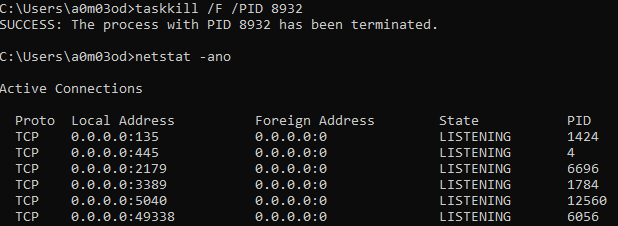 C:\Users\a0m03od>taskkill /F /PID 8932
SUCCESS: The process with PID 8932 has been terminated.
C:\Users\a0m03od>netstat -ano
Active Connections
Proto  Local Address          Foreign Address        State           PID
TCP    0.0.0.0:135            0.0.0.0:0              LISTENING       1424
TCP    0.0.0.0:445            0.0.0.0:0              LISTENING       4
TCP    0.0.0.0:2179           0.0.0.0:0              LISTENING       6696
TCP    0.0.0.0:3389           0.0.0.0:0              LISTENING       1784
TCP    0.0.0.0:5040           0.0.0.0:0              LISTENING       12560
TCP    0.0.0.0:49338          0.0.0.0:0              LISTENING       6056